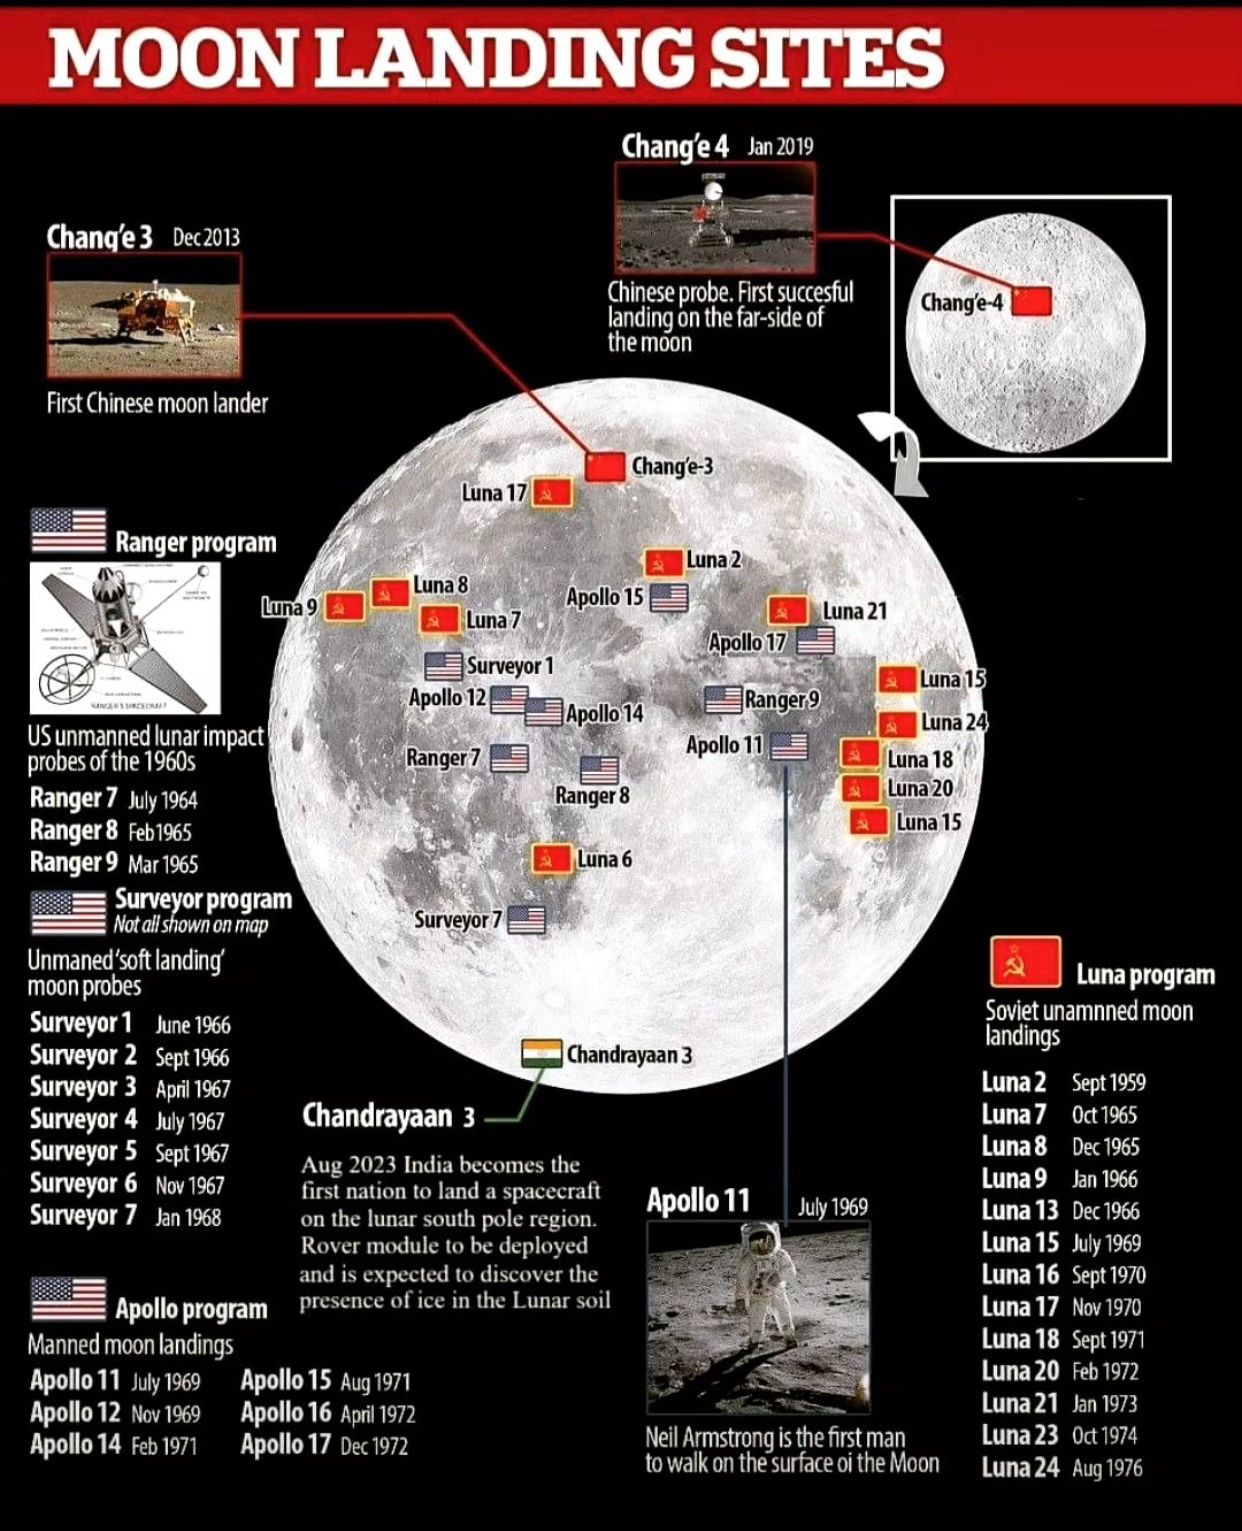 MOON LANDING SITES
Chang'e 4 Jan 2019
Chinese probe. First succesful
landing on the far-side of
the moon
Chang'e-4
Chang'e 3 Dec 2013
First Chinese moon lander
Chang'e-3
Luna 17
Luna 2
Apollo 15
Luna 8
Luna 9
Luna 7
Luna 21
Apollo 17
Surveyor 1
Luna 15
Apollo 12
Apollo 14
Ranger 9
Luna 24
Apollo 11
Ranger 7
Luna 18
Ranger 8
Luna 20
Luna 15
Luna 6
Surveyor 7
Chandrayaan 3
Ranger program
RANGER 5 SPACECRAFT
US unmanned lunar impact
probes of the 1960s
Ranger 7 July 1964
Ranger 8 Feb1965
Ranger 9 Mar 1965
Surveyor program
Not all shown on map
Unmaned 'soft landing'
moon probes
Surveyor 1 June 1966
Surveyor 2 Sept 1966
Surveyor 3 April 1967
Surveyor 4 July 1967
Surveyor 5 Sept 1967
Surveyor 6 Nov 1967
Surveyor 7 Jan 1968
Apollo program
Manned moon landings
Apollo 11 July 1969 Apollo 15 Aug 1971
Apollo 12 Nov 1969 Apollo 16 April 1972
Apollo 14 Feb 1971 Apollo 17 Dec 1972
Chandrayaan 3
Aug 2023 India becomes the
first nation to land a spacecraft
on the lunar south pole region.
Rover module to be deployed
and is expected to discover the
presence of ice in the Lunar soil
Apollo 11 July 1969
Neil Armstrong is the first man
to walk on the surface oi the Moon
Luna program
Soviet unamnned moon
landings
Luna 2 Sept 1959
Luna 7 Oct 1965
Luna 8 Dec 1965
Luna 9 Jan 1966
Luna 13 Dec 1966
Luna 15 July 1969
Luna 16 Sept 1970
Luna 17 Nov 1970
Luna 18 Sept 1971
Luna 20 Feb 1972
Luna 21 Jan 1973
Luna 23 Oct 1974
Luna 24 Aug 1976